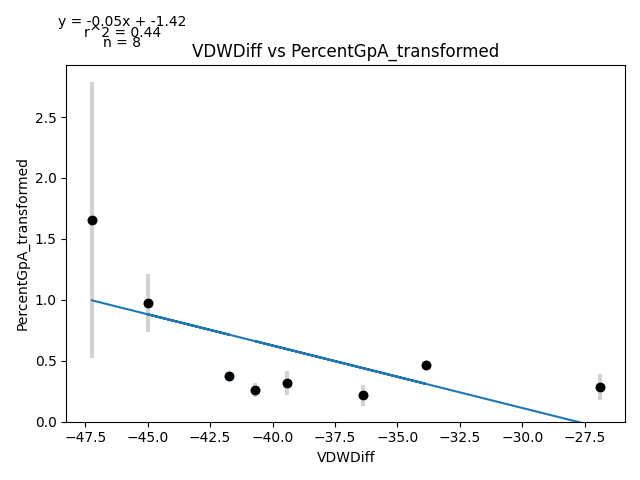 y = -0.05x + -1.42
r^2 = 0.44
n = 8
VDWDiff vs PercentGpA_transformed
PercentGpA_transformed
2.5
2.0
1.5
1.0
0.5
0.0
−47.5 −45.0 −42.5 −40.0 −37.5 −35.0 −32.5 −30.0 −27.5
VDWDiff